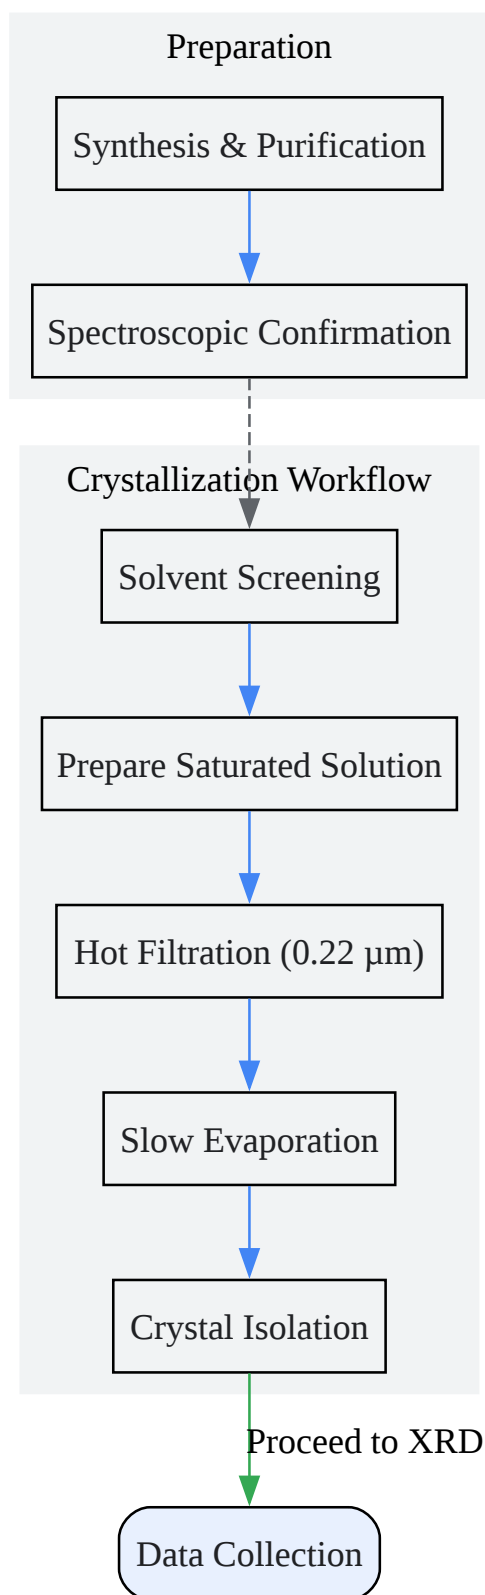 Preparation
Synthesis & Purification
Spectroscopic Confirmation
Crystallization Workflow
Solvent Screening
Prepare Saturated Solution
Hot Filtration (0.22 µm)
Slow Evaporation
Crystal Isolation
Proceed to XRD
Data Collection